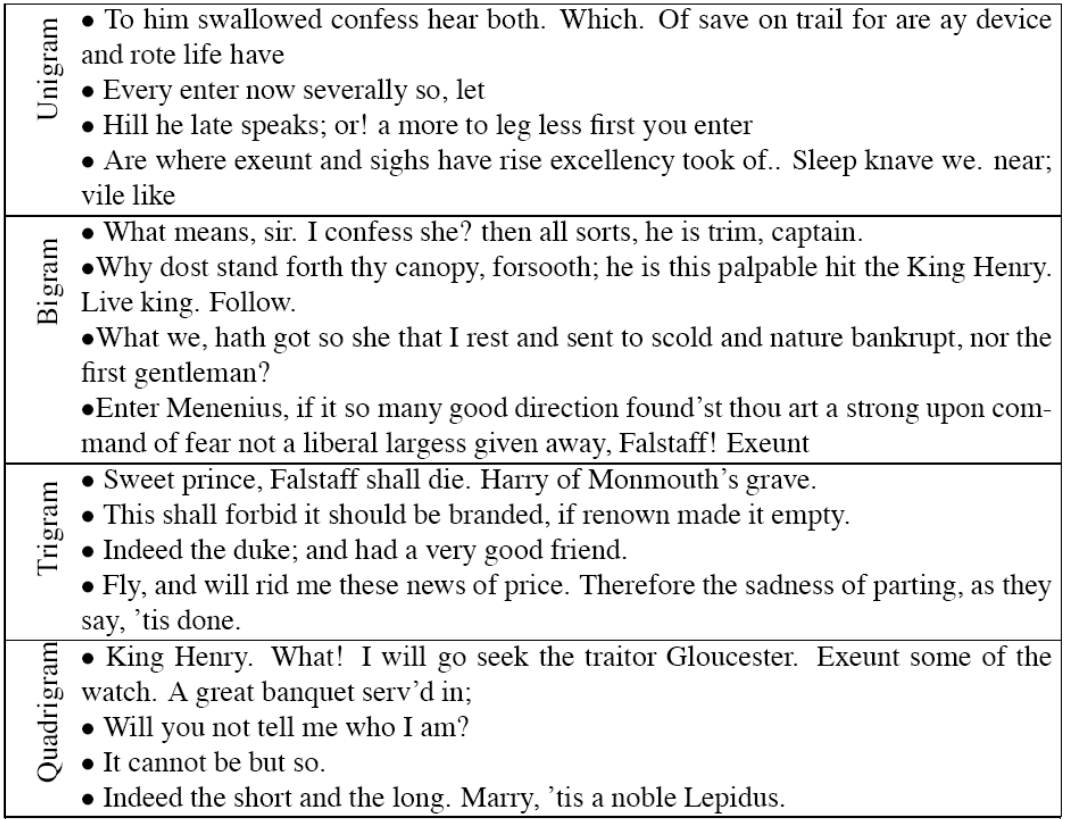 Unigram
• To him swallowed confess hear both. Which. Of save on trail for are ay device
and rote life have
• Every enter now severally so, let
• Hill he late speaks; or! a more to leg less first you enter
• Are where exeunt and sighs have rise excellency took of.. Sleep knave we. near;
vile like
Bigram
• What means, sir. I confess she? then all sorts, he is trim, captain.
•Why dost stand forth thy canopy, forsooth; he is this palpable hit the King Henry.
Live king. Follow.
•What we, hath got so she that I rest and sent to scold and nature bankrupt, nor the
first gentleman?
•Enter Menenius, if it so many good direction found'st thou art a strong upon com-
mand of fear not a liberal largess given away, Falstaff! Exeunt
Trigram
• Sweet prince, Falstaff shall die. Harry of Monmouth's grave.
• This shall forbid it should be branded, if renown made it empty.
• Indeed the duke; and had a very good friend.
• Fly, and will rid me these news of price. Therefore the sadness of parting, as they
say, 'tis done.
Quadrigram
• King Henry. What! I will go seek the traitor Gloucester. Exeunt some of the
watch. A great banquet serv'd in;
• Will you not tell me who I am?
• It cannot be but so.
• Indeed the short and the long. Marry, 'tis a noble Lepidus.